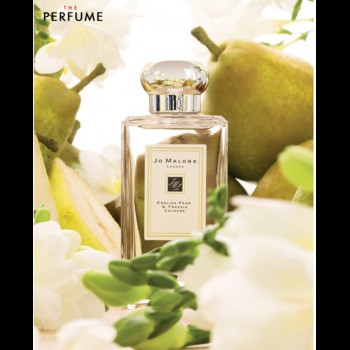 THE
PERFUME
JO MALONE
LONDON
ENGLISH PEAR
& FREESIA
COLOGNE